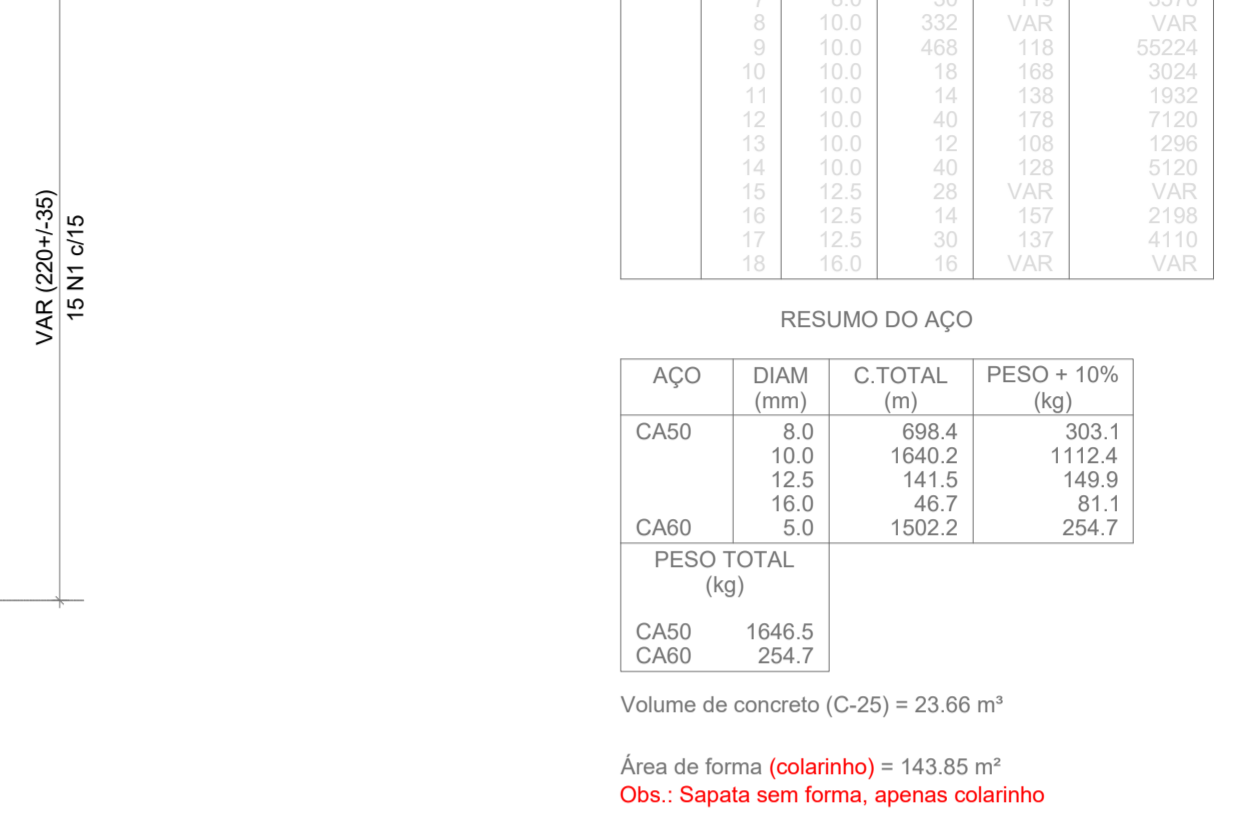 VAR (220+/-35)
15 N1 c/15
8 10.0 332 VAR VAR
9 10.0 468 118 55224
10 10.0 18 168 3024
11 10.0 14 138 1932
12 10.0 40 178 7120
13 10.0 12 108 1296
14 10.0 40 128 5120
15 12.5 28 VAR VAR
16 12.5 14 157 2198
17 12.5 30 137 4110
18 16.0 16 VAR VAR
RESUMO DO AÇO
AÇO DIAM C.TOTAL PESO + 10%
(mm) (m) (kg)
CA50 8.0 698.4 303.1
10.0 1640.2 1112.4
12.5 141.5 149.9
16.0 46.7 81.1
CA60 5.0 1502.2 254.7
PESO TOTAL
(kg)
CA50 1646.5
CA60 254.7
Volume de concreto (C-25) = 23.66 m³
Área de forma (colarinho) = 143.85 m²
Obs.: Sapata sem forma, apenas colarinho